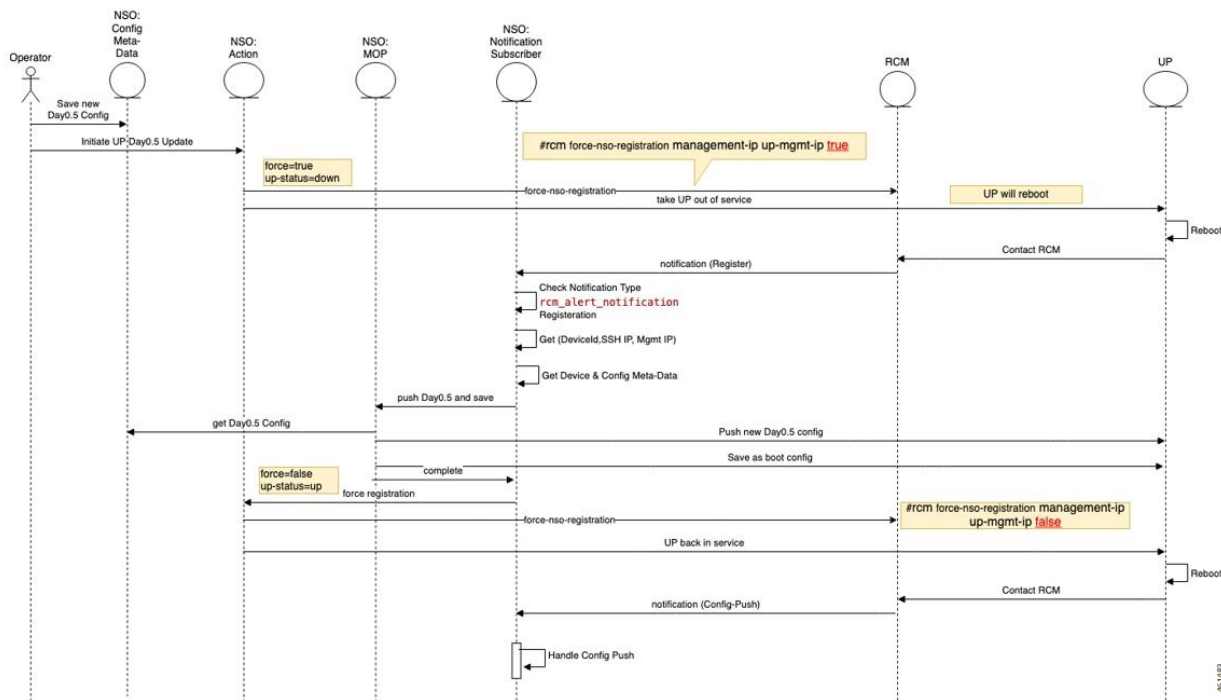 NSO:
Config
Meta-
Data
NSO:
Action
NSO:
MOP
NSO:
Notification
Subscriber
Operator
RCM
UP
Save new
Day0.5 Config
Initiate UP Day0.5 Update
#rcm force-nso-registration management-ip up-mgmt-ip true
force=true
up-status=down
force-nso-registration
take UP out of service
UP will reboot
Reboot
Contact RCM
notification (Register)
Check Notification Type
rcm_alert_notification
Registeration
Get (DeviceId,SSH IP, Mgmt IP)
Get Device & Config Meta-Data
push Day0.5 and save
get Day0.5 Config
Push new Day0.5 config
Save as boot config
complete
force=false
up-status=up
force registration
force-nso-registration
#rcm force-nso-registration management-ip
up-mgmt-ip false
UP back in service
Reboot
Contact RCM
notification (Config-Push)
Handle Config Push